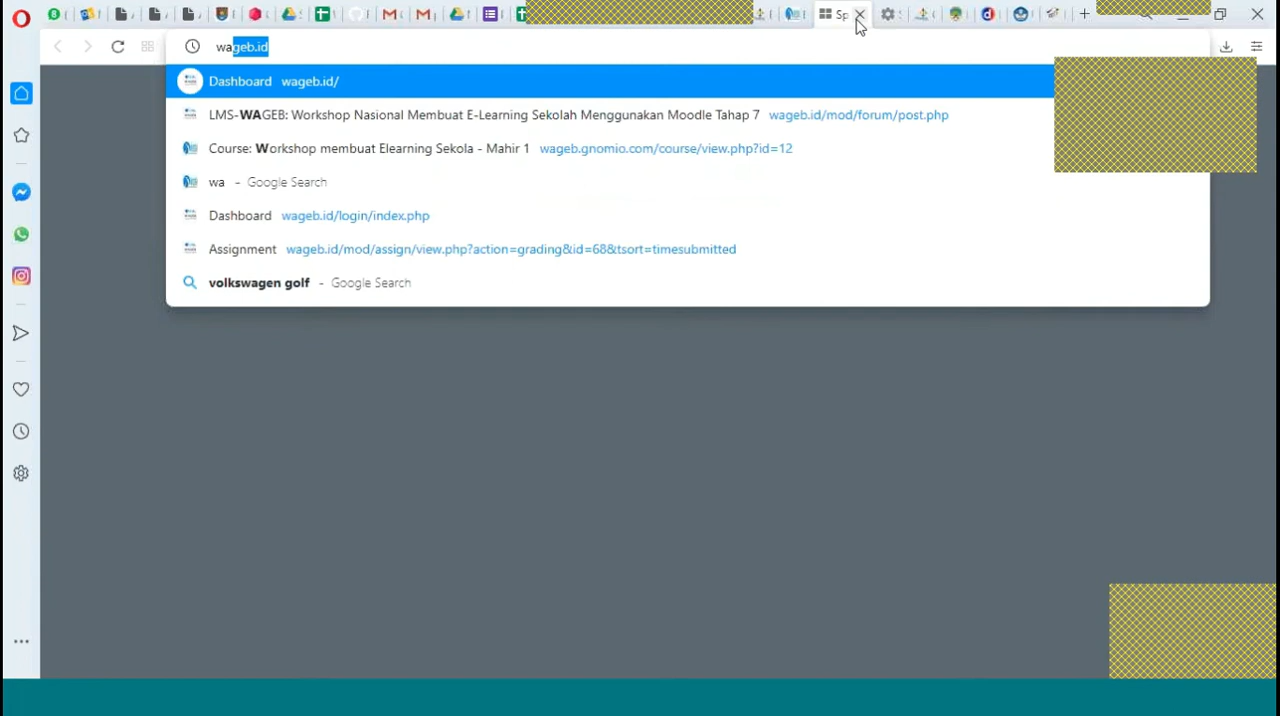 Sp
wageb.id
Dashboard wageb.id/
LMS-WAGEB: Workshop Nasional Membuat E-Learning Sekolah Menggunakan Moodle Tahap 7 wageb.id/mod/forum/post.php
Course: Workshop membuat Elearning Sekola - Mahir 1 wageb.gnomio.com/course/view.php?id=12
wa - Google Search
Dashboard wageb.id/login/index.php
Assignment wageb.id/mod/assign/view.php?action=grading&id=68&tsort=timesubmitted
volkswagen golf - Google Search